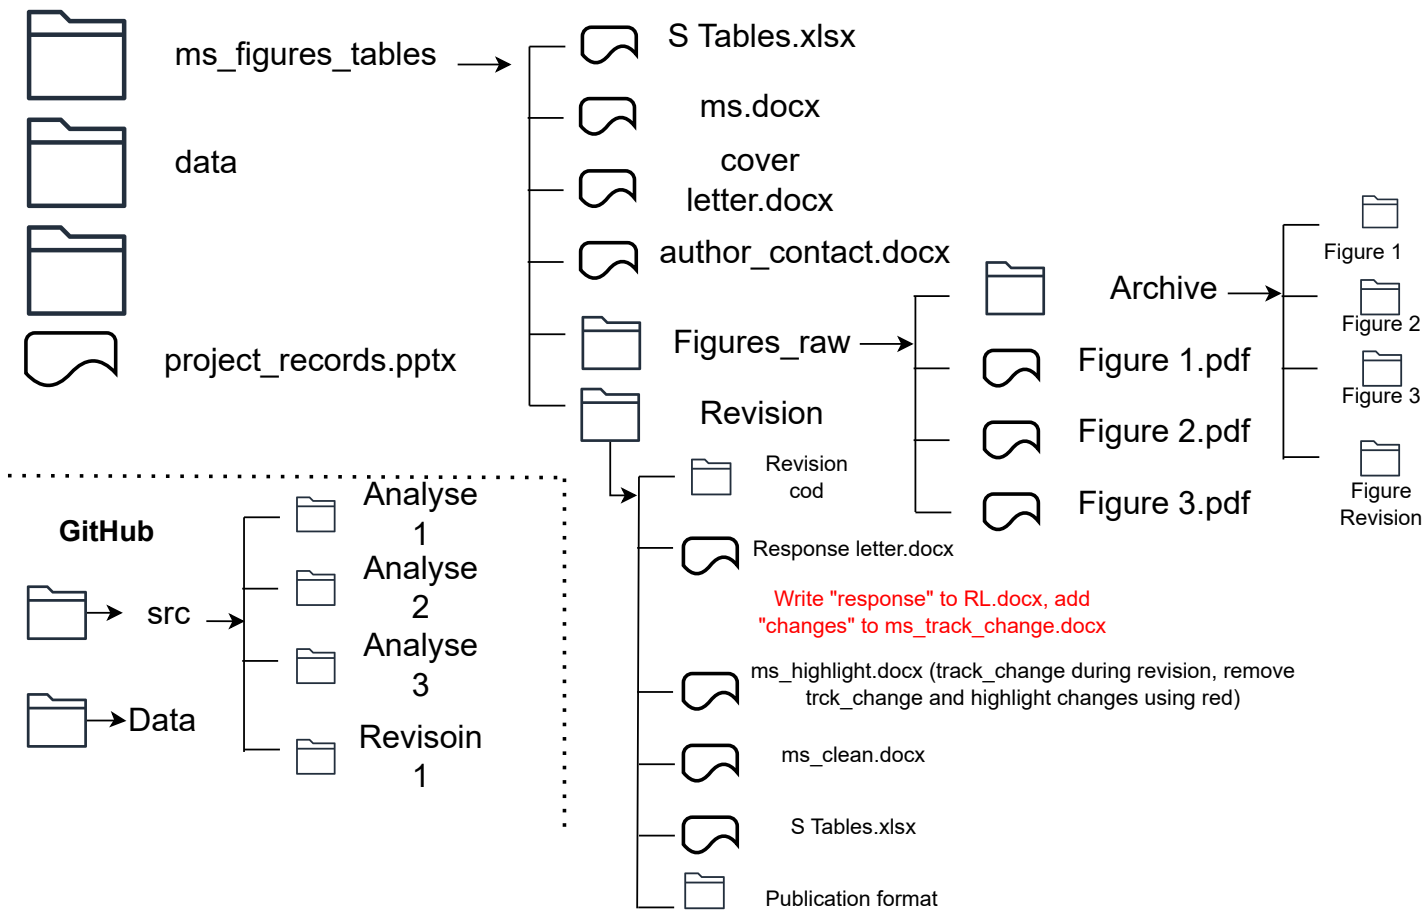 ms_figures_tables
data
project_records.pptx
S Tables.xlsx
ms.docx
cover
letter.docx
author_contact.docx
Figures_raw
Revision
Archive
Figure 1.pdf
Figure 2.pdf
Figure 3.pdf
Figure 1
Figure 2
Figure 3
Figure
Revision
Revision
cod
Response letter.docx
Write "response" to RL.docx, add
"changes" to ms_track_change.docx
ms_highlight.docx (track_change during revision, remove
trck_change and highlight changes using red)
ms_clean.docx
S Tables.xlsx
Publication format
GitHub
src
Data
Analyse
1
Analyse
2
Analyse
3
Revisoin
1